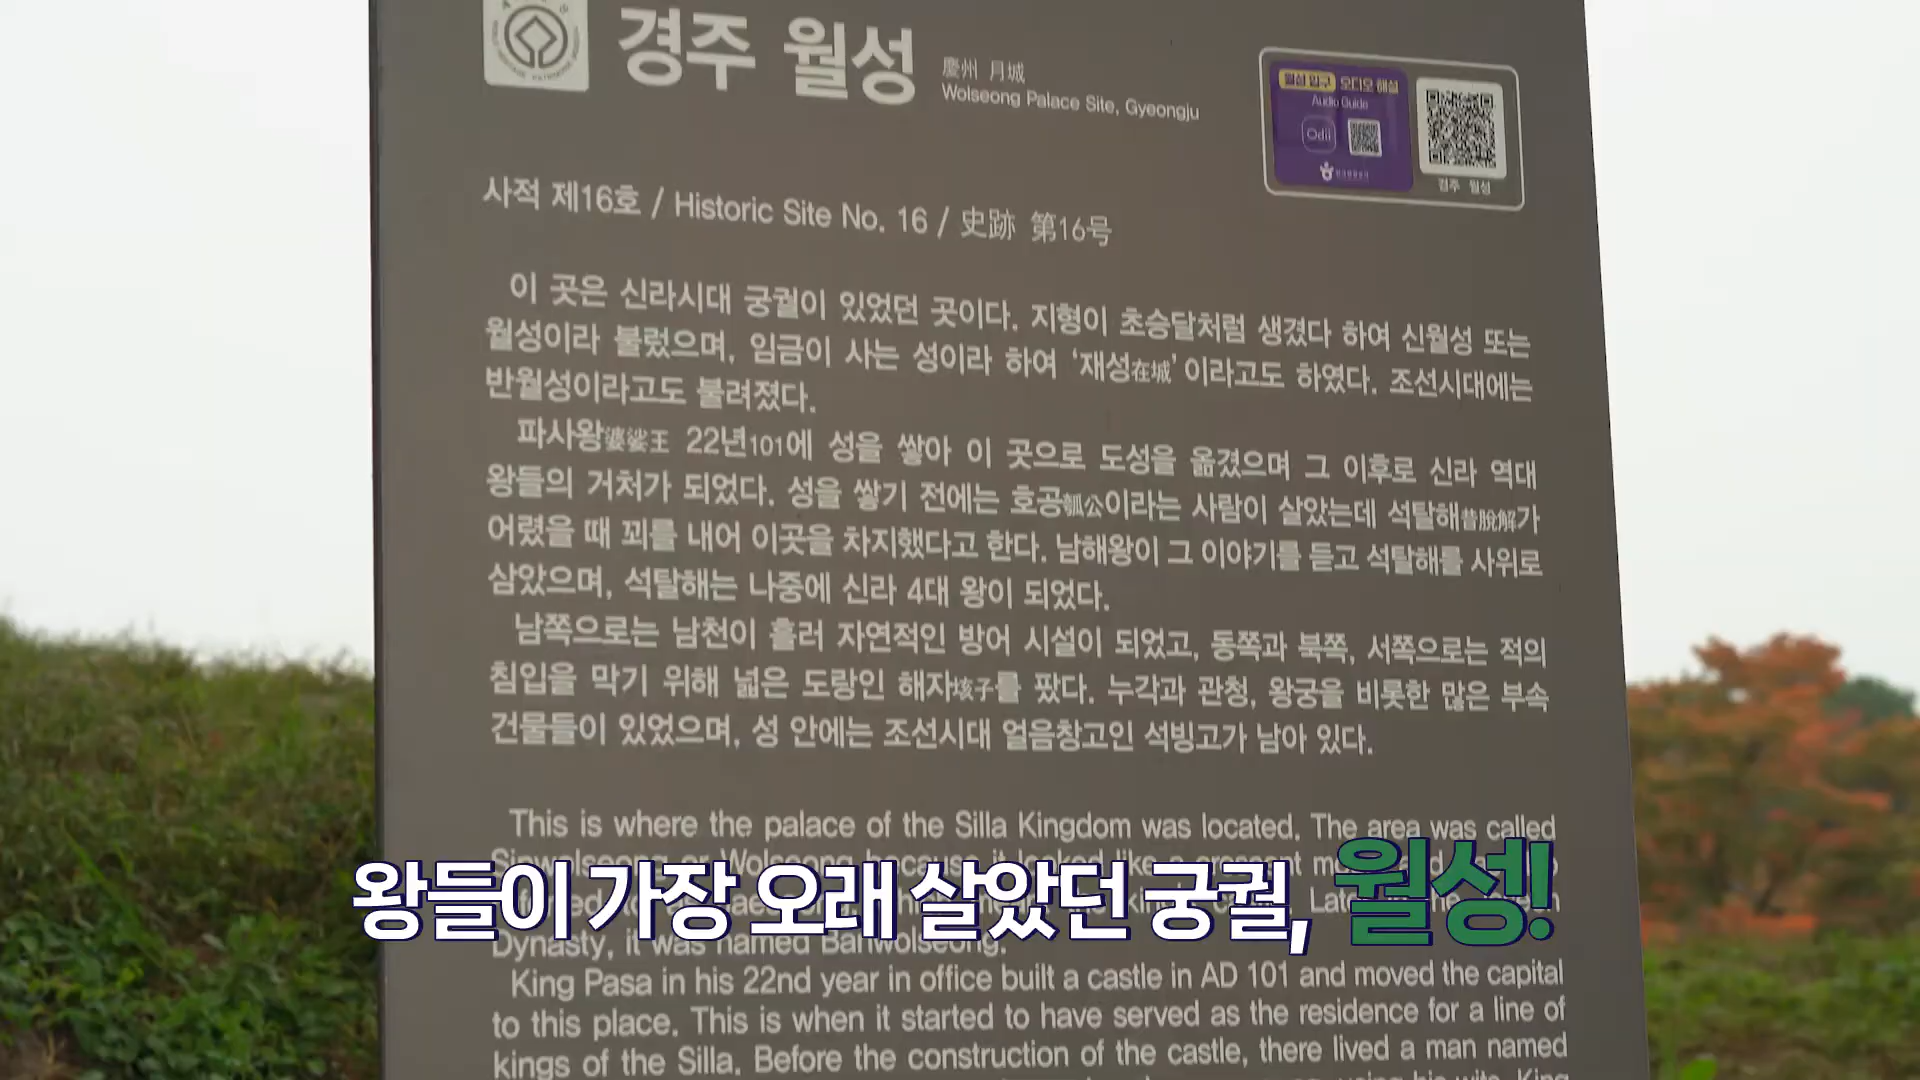 경주 월성
慶州 月城
Wolseong Palace Site, Gyeongju
월성 입구 오디오 해설
Audio Guide
Odii
경주 월성
사적 제16호 / Historic Site No. 16 / 史跡 第16号
이 곳은 신라시대 궁궐이 있었던 곳이다. 지형이 초승달처럼 생겼다 하여 신월성 또는
월성이라 불렀으며, 임금이 사는 성이라 하여 ‘재성在城’이라고도 하였다. 조선시대에는
반월성이라고도 불려졌다.
파사왕婆娑王 22년101에 성을 쌓아 이 곳으로 도성을 옮겼으며 그 이후로 신라 역대
왕들의 거처가 되었다. 성을 쌓기 전에는 호공瓠公이라는 사람이 살았는데 석탈해昔脫解가
어렸을 때 꾀를 내어 이곳을 차지했다고 한다. 남해왕이 그 이야기를 듣고 석탈해를 사위로
삼았으며, 석탈해는 나중에 신라 4대 왕이 되었다.
남쪽으로는 남천이 흘러 자연적인 방어 시설이 되었고, 동쪽과 북쪽, 서쪽으로는 적의
침입을 막기 위해 넓은 도랑인 해자垓子를 팠다. 누각과 관청, 왕궁을 비롯한 많은 부속
건물들이 있었으며, 성 안에는 조선시대 얼음창고인 석빙고가 남아 있다.
This is where the palace of the Silla Kingdom was located. The area was called
왕들이 가장 오래 살았던 궁궐, 월성!
Dynasty, it was named Banwolseong.
King Pasa in his 22nd year in office built a castle in AD 101 and moved the capital
to this place. This is when it started to have served as the residence for a line of
kings of the Silla. Before the construction of the castle, there lived a man named